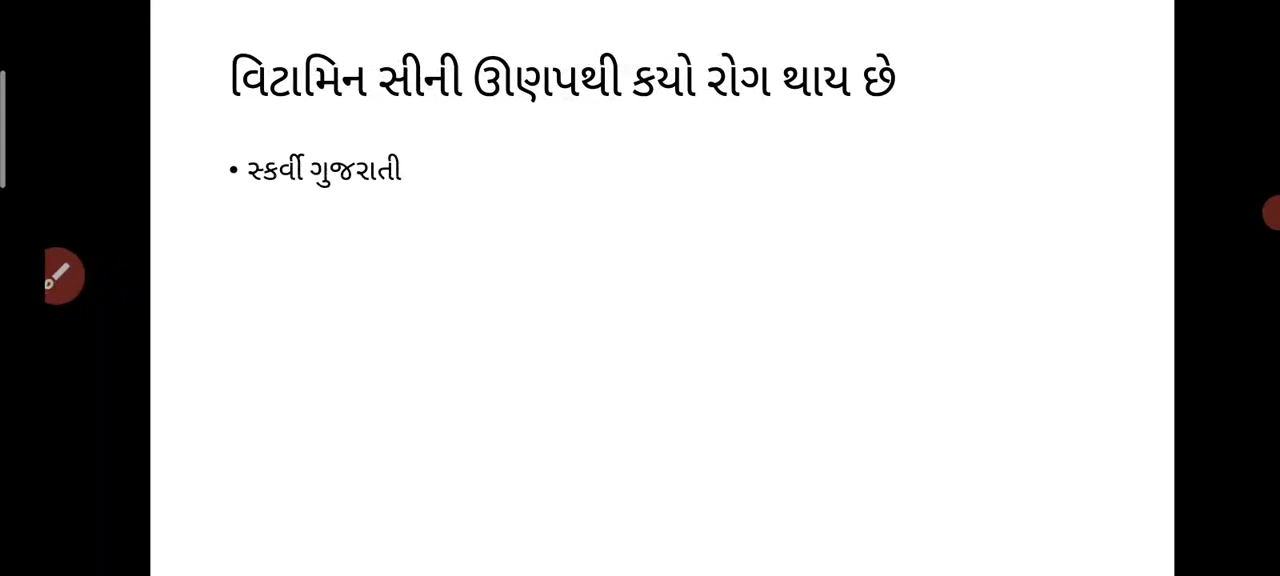 વિટામિન સીની ઊણપથી કયો રોગ થાય છે
• સ્કર્વી ગુજરાતી